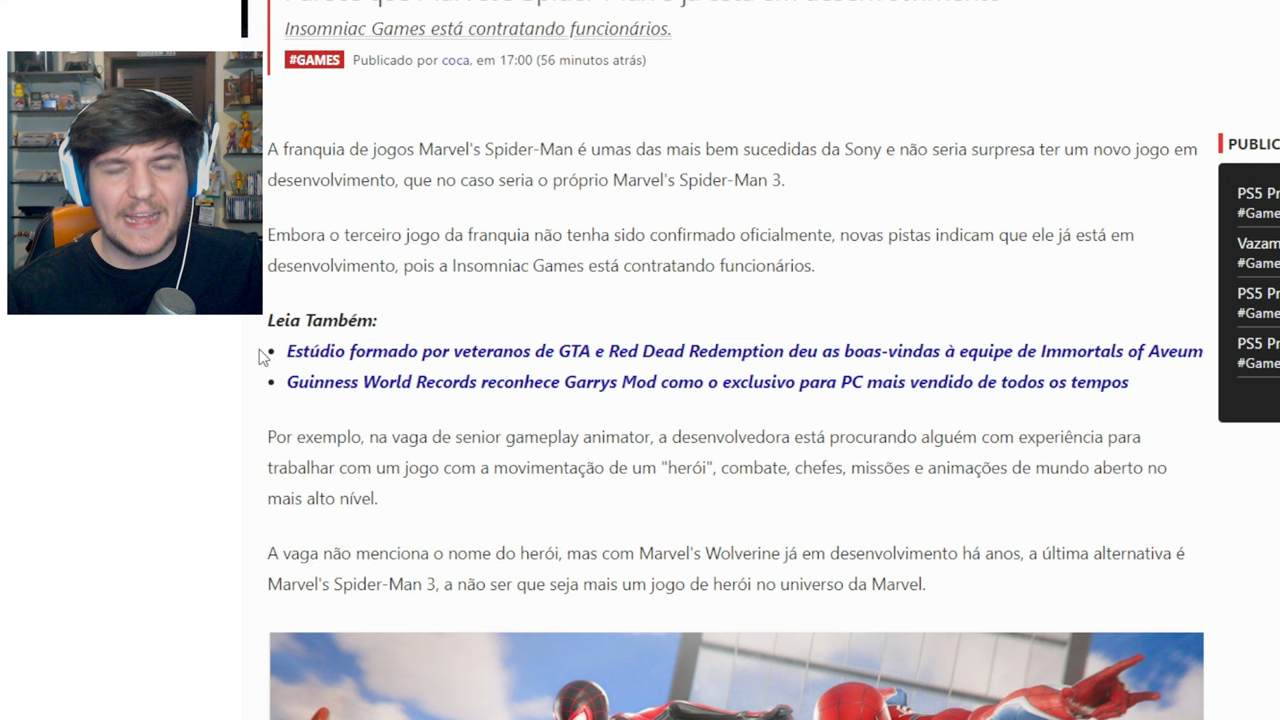 Insomniac Games está contratando funcionários.
#GAMES Publicado por coca, em 17:00 (56 minutos atrás)
A franquia de jogos Marvel's Spider-Man é umas das mais bem sucedidas da Sony e não seria surpresa ter um novo jogo em
desenvolvimento, que no caso seria o próprio Marvel's Spider-Man 3.
Embora o terceiro jogo da franquia não tenha sido confirmado oficialmente, novas pistas indicam que ele já está em
desenvolvimento, pois a Insomniac Games está contratando funcionários.
Leia Também:
• Estúdio formado por veteranos de GTA e Red Dead Redemption deu as boas-vindas à equipe de Immortals of Aveum
• Guinness World Records reconhece Garrys Mod como o exclusivo para PC mais vendido de todos os tempos
Por exemplo, na vaga de senior gameplay animator, a desenvolvedora está procurando alguém com experiência para
trabalhar com um jogo com a movimentação de um "herói", combate, chefes, missões e animações de mundo aberto no
mais alto nível.
A vaga não menciona o nome do herói, mas com Marvel's Wolverine já em desenvolvimento há anos, a última alternativa é
Marvel's Spider-Man 3, a não ser que seja mais um jogo de herói no universo da Marvel.
PUBLIC
PS5 Pr
#Game
Vazam
#Game
PS5 Pr
#Game
PS5 Pr
#Game